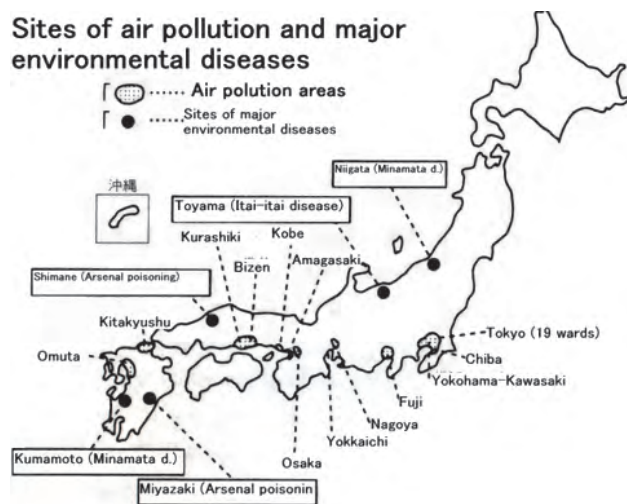 Sites of air pollution and major
environmental diseases
「 ······ Air polution areas
「 ······ Sites of major
environmental diseases
沖縄
Niigata (Minamata d.)
Toyama (Itai-itai disease)
Kurashiki
Kobe
Bizen
Amagasaki
Shimane (Arsenal poisoning)
Kitakyushu
Omuta
Tokyo (19 wards)
Chiba
Yokohama-Kawasaki
Fuji
Nagoya
Yokkaichi
Osaka
Kumamoto (Minamata d.)
Miyazaki (Arsenal poisonin